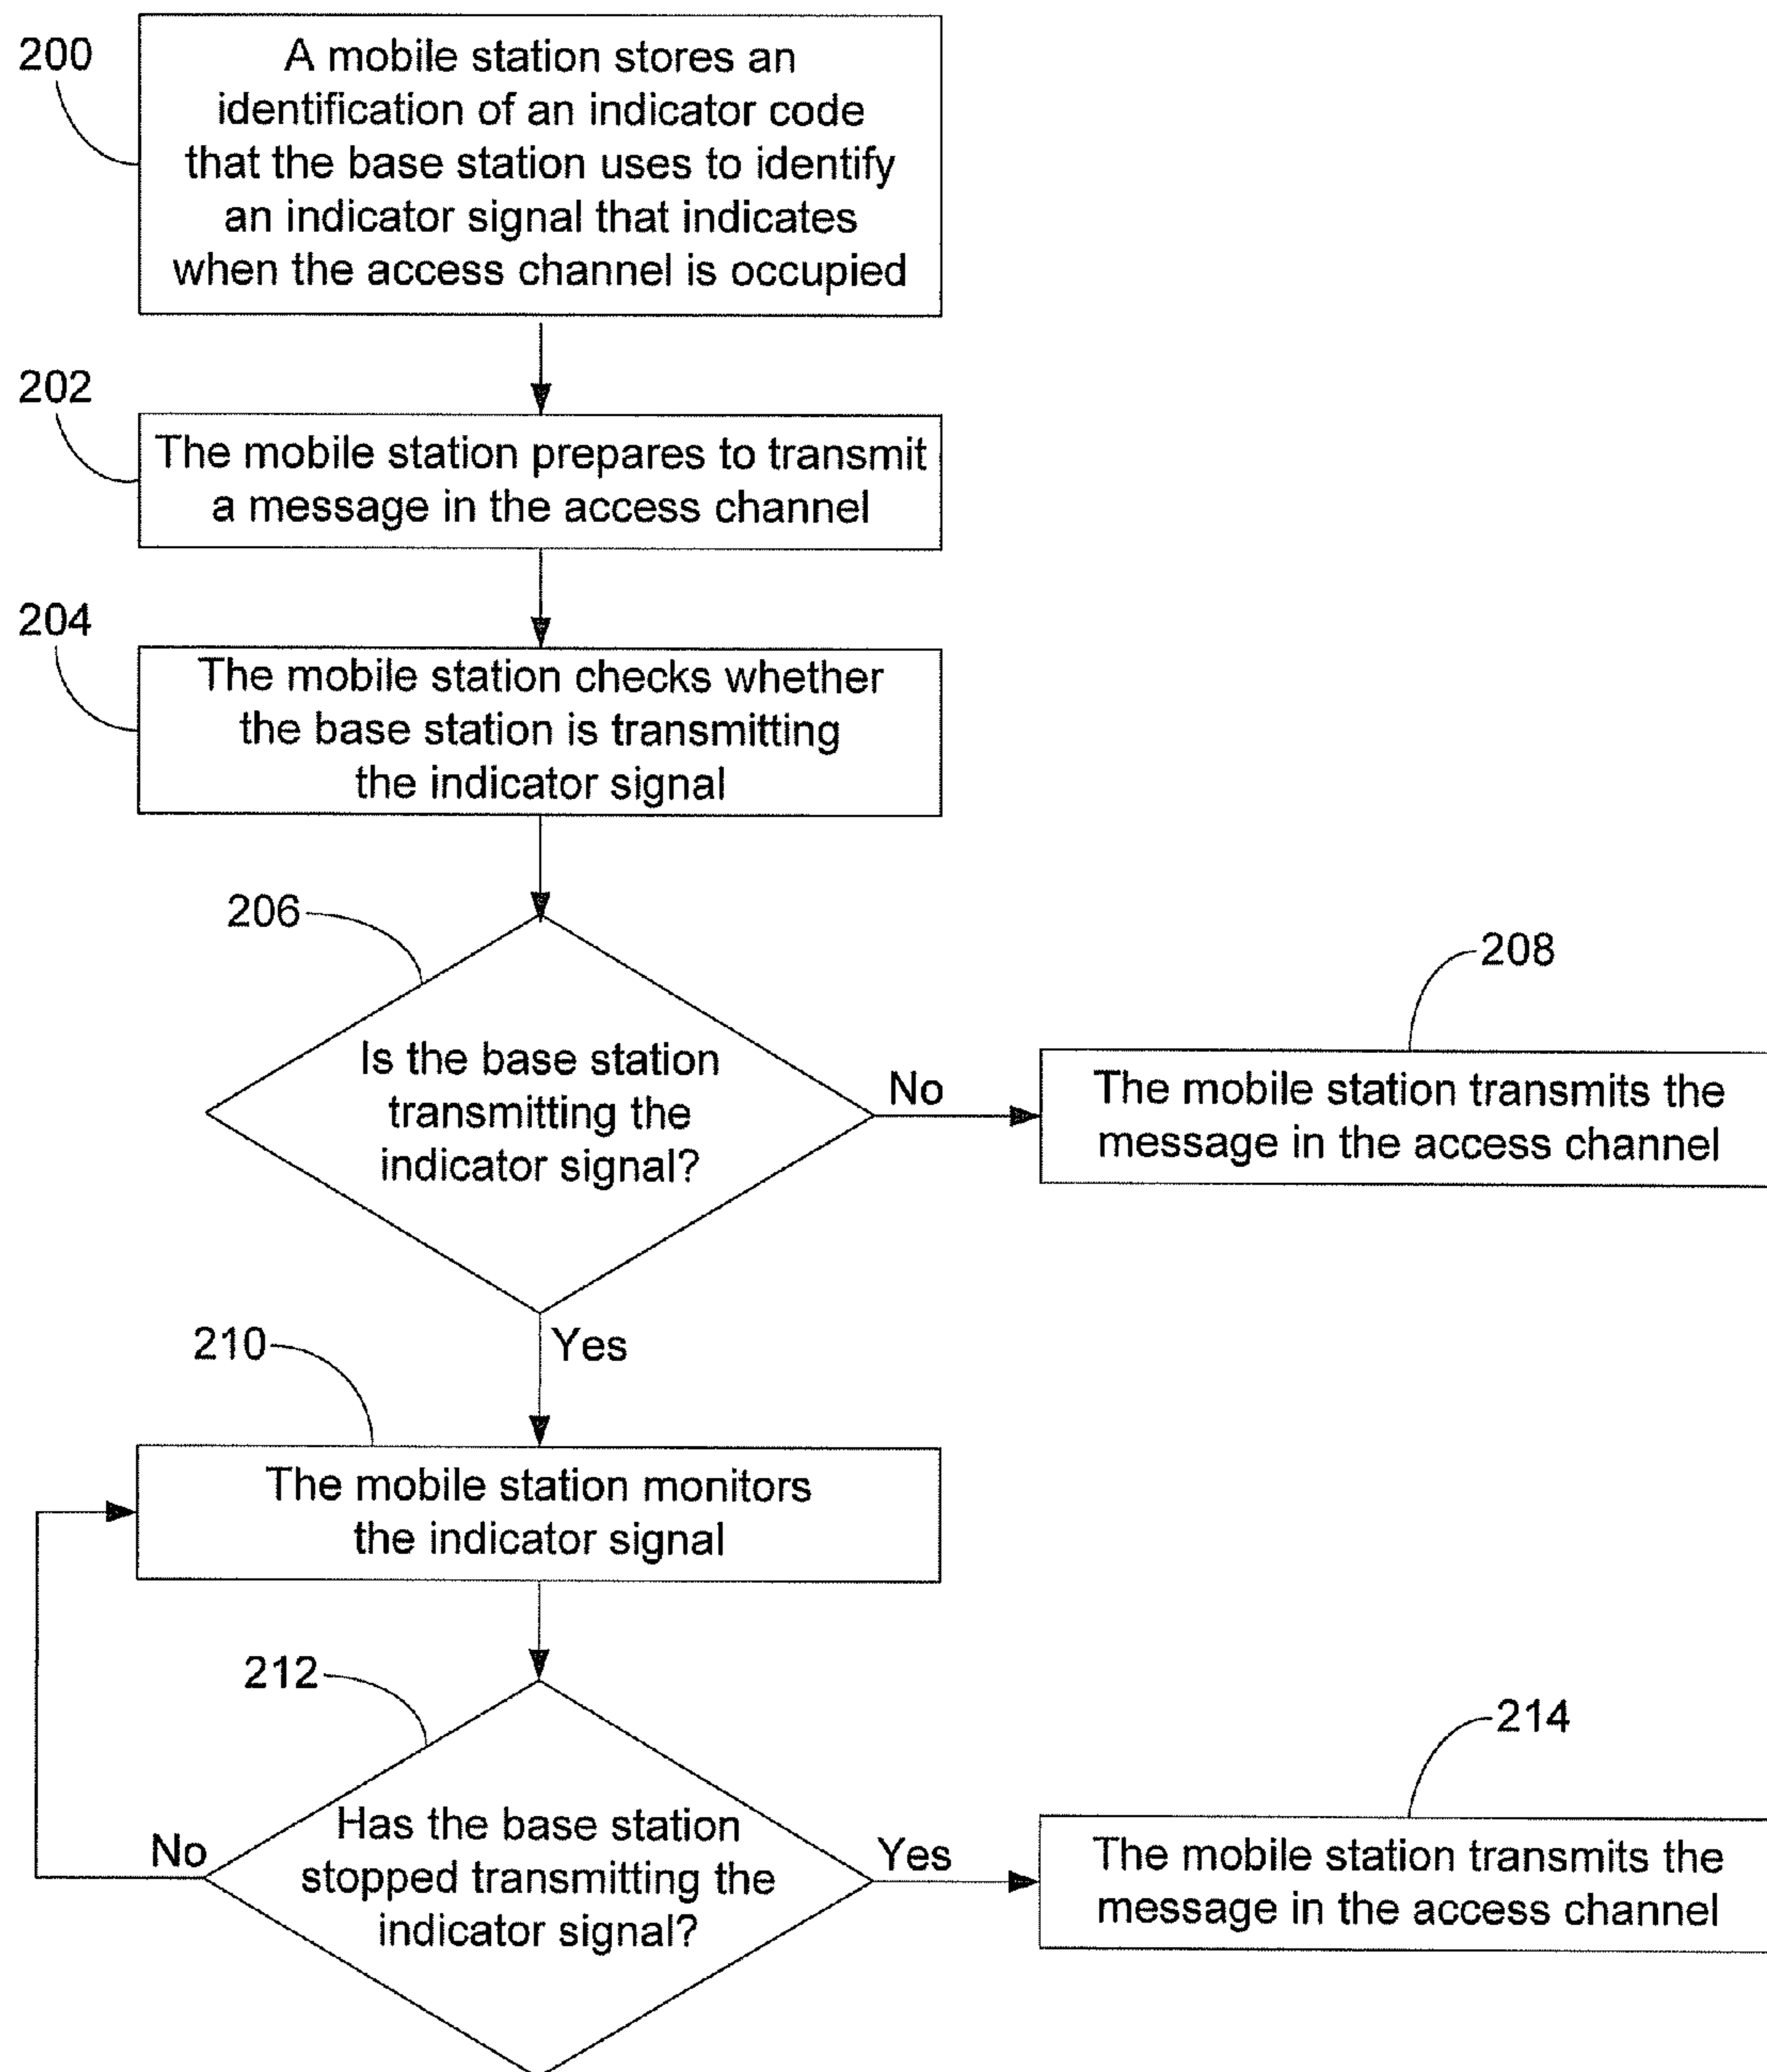 200
A mobile station stores an
identification of an indicator code
that the base station uses to identify
an indicator signal that indicates
when the access channel is occupied
202
The mobile station prepares to transmit
a message in the access channel
204
The mobile station checks whether
the base station is transmitting
the indicator signal
206
Is the base station
transmitting the
indicator signal?
No
208
The mobile station transmits the
message in the access channel
Yes
210
The mobile station monitors
the indicator signal
212
Has the base station
stopped transmitting the
indicator signal?
No
Yes
214
The mobile station transmits the
message in the access channel